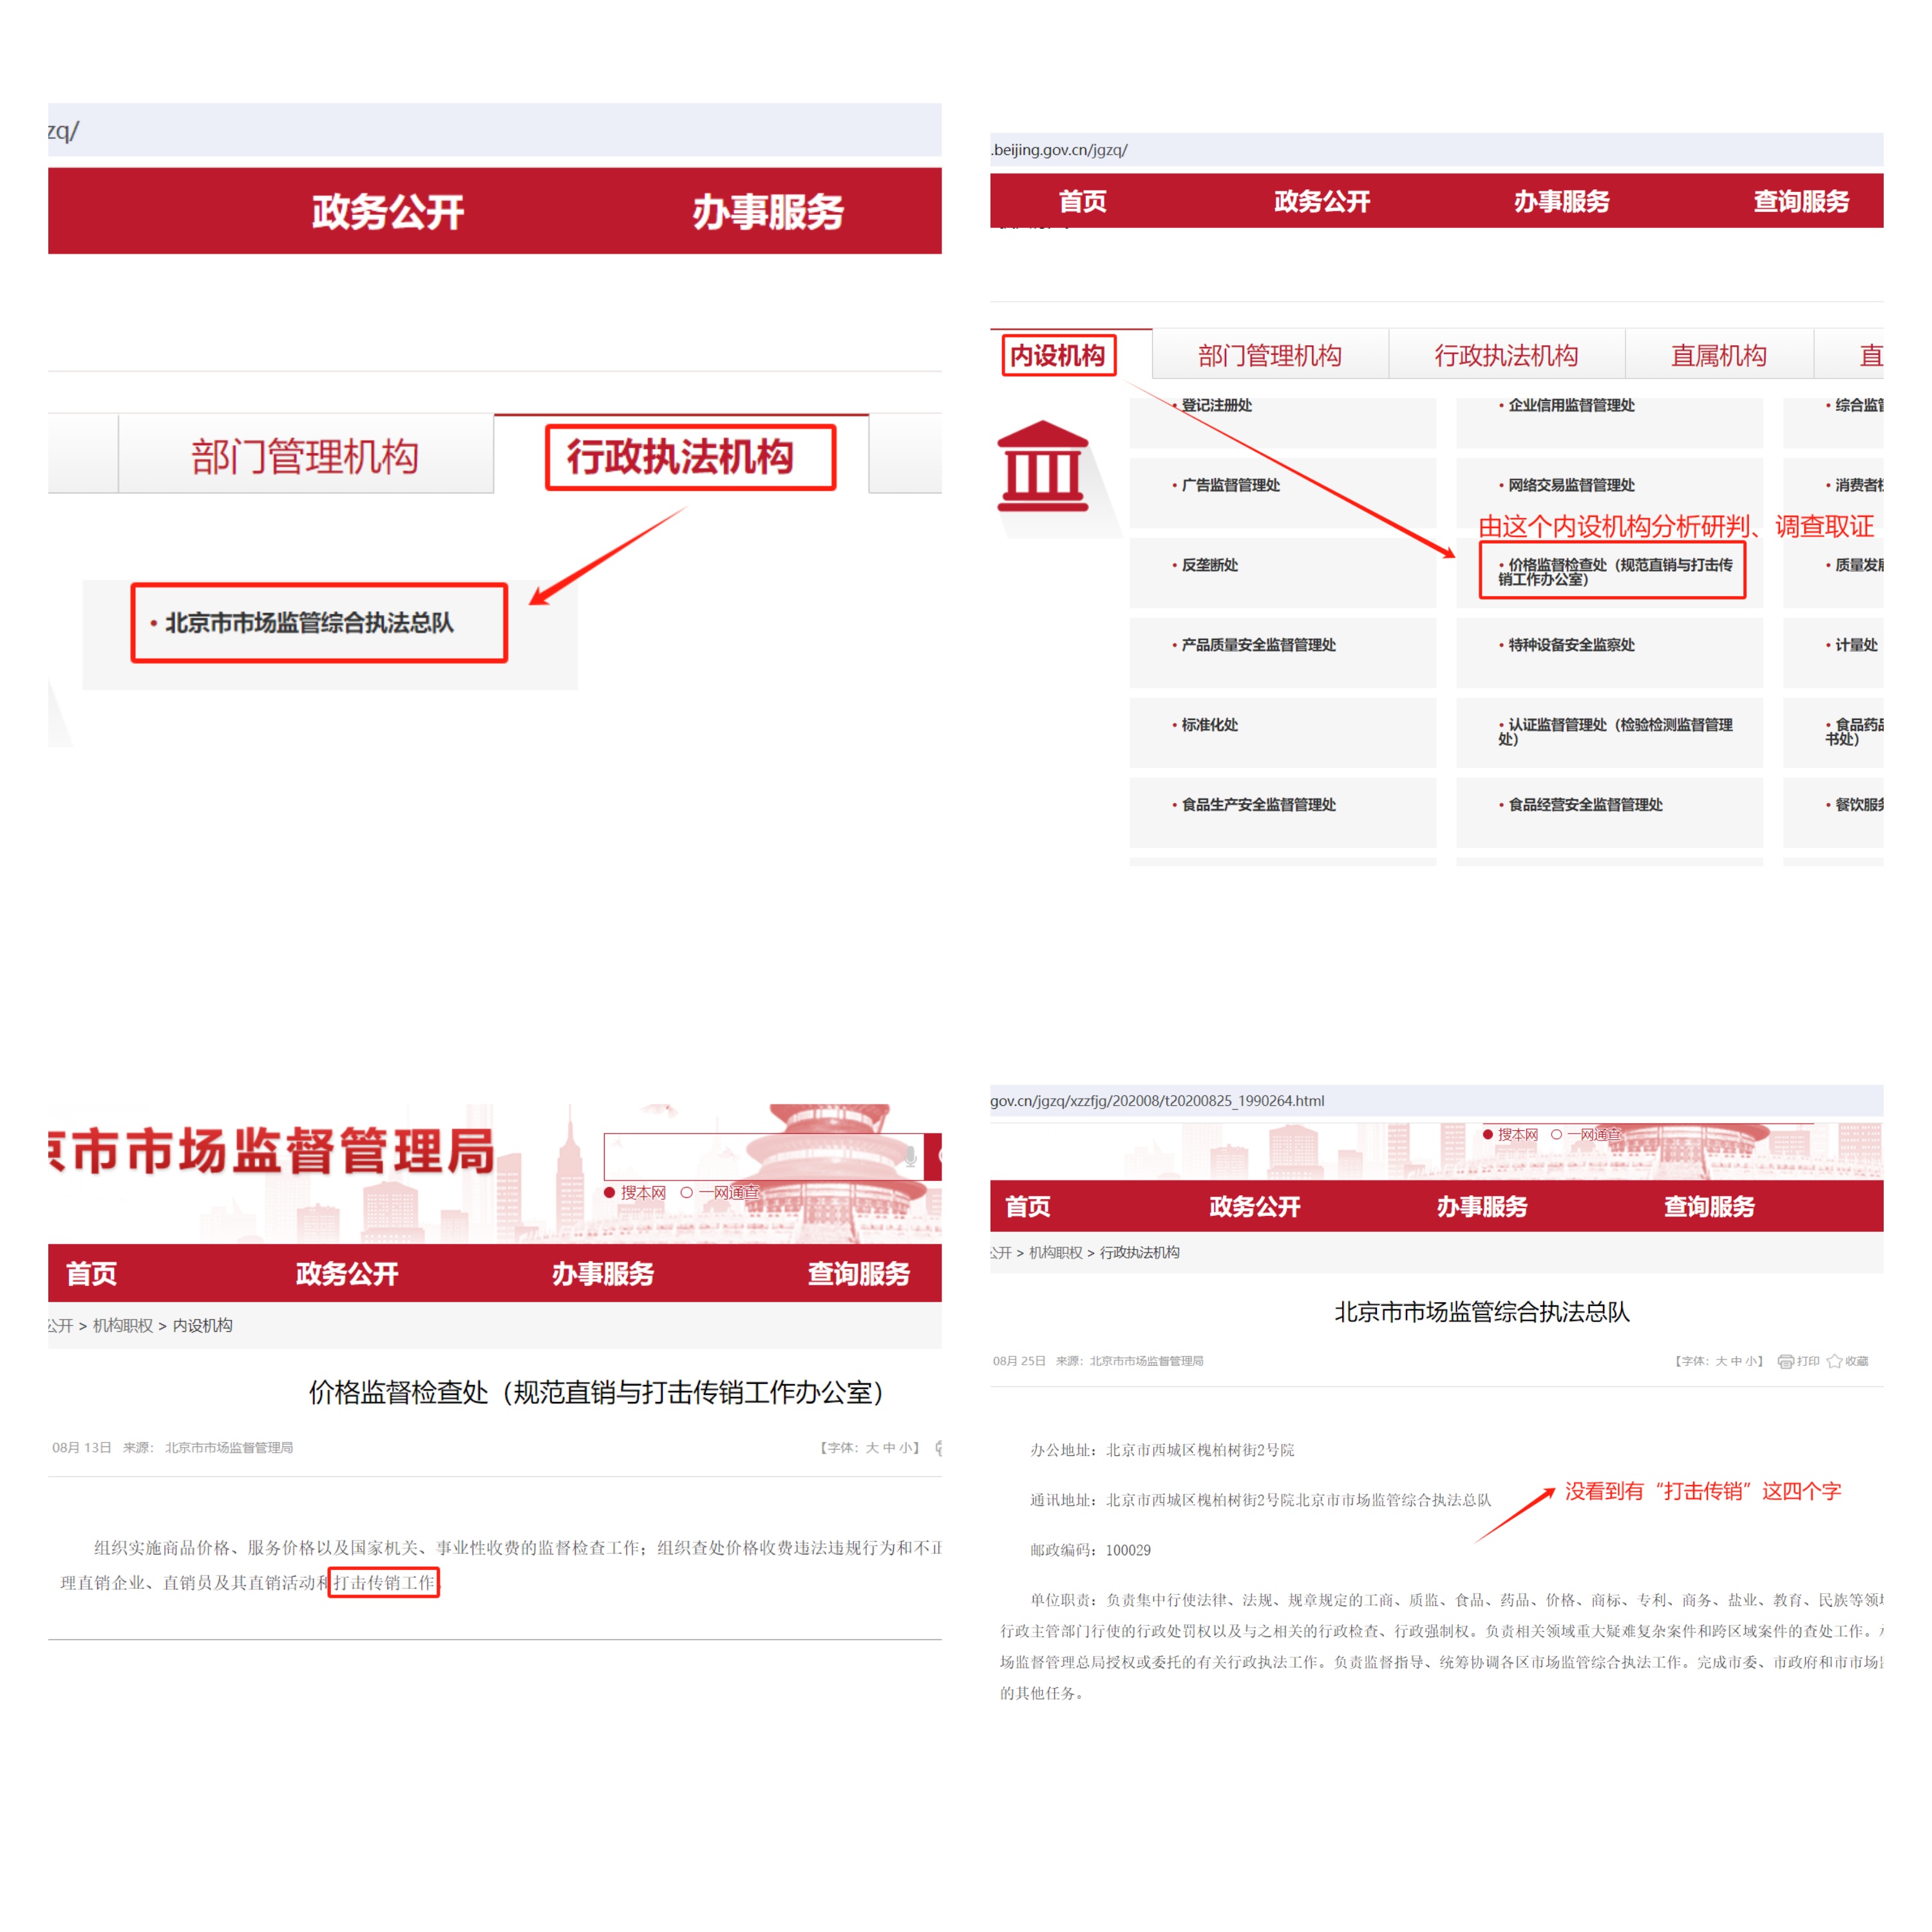 zq/
政务公开
办事服务
部门管理机构
行政执法机构
• 北京市市场监管综合执法总队
.beijing.gov.cn/jgzq/
首页
政务公开
办事服务
查询服务
内设机构
部门管理机构
行政执法机构
直属机构
直
• 登记注册处
• 企业信用监督管理处
• 综合监
• 广告监督管理处
• 网络交易监督管理处
• 消费者
由这个内设机构分析研判、调查取证
• 反垄断处
• 价格监督检查处（规范直销与打击传
销工作办公室）
• 质量发
• 产品质量安全监督管理处
• 特种设备安全监察处
• 计量处
• 标准化处
• 认证监督管理处（检验检测监督管理
处）
• 食品药
书处）
• 食品生产安全监督管理处
• 食品经营安全监督管理处
• 餐饮服
京市市场监督管理局
搜本网 一网通查
首页
政务公开
办事服务
查询服务
公开 > 机构职权 > 内设机构
价格监督检查处（规范直销与打击传销工作办公室）
08月 13日 来源： 北京市市场监督管理局
【字体：大 中 小】
组织实施商品价格、服务价格以及国家机关、事业性收费的监督检查工作；组织查处价格收费违法违规行为和不正
理直销企业、直销员及其直销活动和打击传销工作
gov.cn/jgzq/xzzfjg/202008/t20200825_1990264.html
搜本网 一网通查
首页
政务公开
办事服务
查询服务
公开 > 机构职权 > 行政执法机构
北京市市场监管综合执法总队
08月 25日 来源：北京市市场监督管理局
【字体：大 中 小】 打印 收藏
办公地址：北京市西城区槐柏树街2号院
没看到有“打击传销”这四个字
通讯地址：北京市西城区槐柏树街2号院北京市市场监管综合执法总队
邮政编码：100029
单位职责：负责集中行使法律、法规、规章规定的工商、质监、食品、药品、价格、商标、专利、商务、盐业、教育、民族等领域
行政主管部门行使的行政处罚权以及与之相关的行政检查、行政强制权。负责相关领域重大疑难复杂案件和跨区域案件的查处工作。
场监督管理总局授权或委托的有关行政执法工作。负责监督指导、统筹协调各区市场监管综合执法工作。完成市委、市政府和市市场
的其他任务。